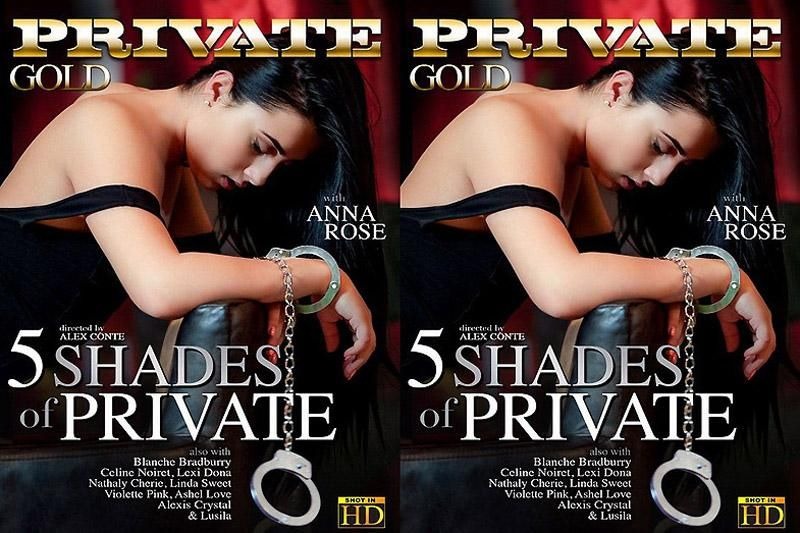 PRIVATE
GOLD
with
ANNA
ROSE
directed by
ALEX CONTE
5 SHADES
of PRIVATE
also with
Blanche Bradburry
Celine Noiret, Lexi Dona
Nathaly Cherie, Linda Sweet
Violette Pink, Ashel Love
Alexis Crystal
& Lusila
SHOT IN
HD
PRIVATE
GOLD
with
ANNA
ROSE
directed by
ALEX CONTE
5 SHADES
of PRIVATE
also with
Blanche Bradburry
Celine Noiret, Lexi Dona
Nathaly Cherie, Linda Sweet
Violette Pink, Ashel Love
Alexis Crystal
& Lusila
SHOT IN
HD